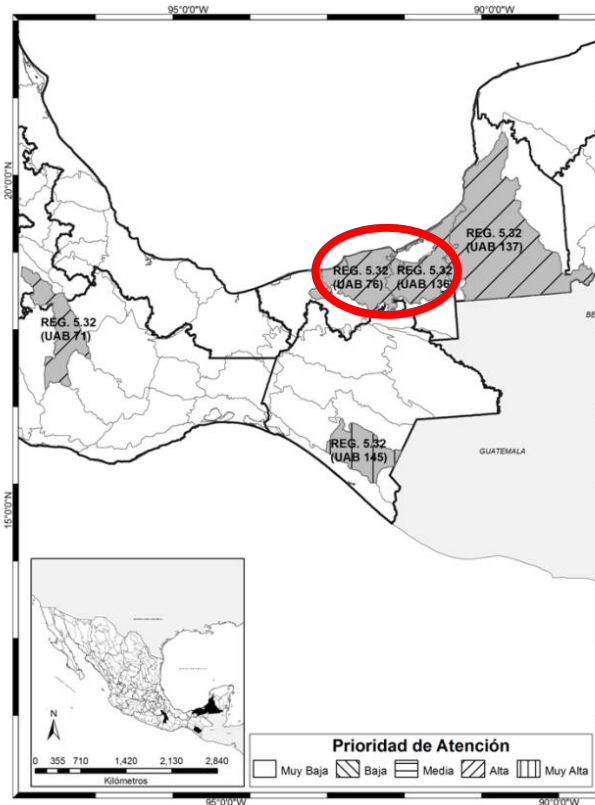 95°0'0"W
90°0'0"W
20°0'0"N
REG. 5.32
(UAB 137)
REG. 5.32
(UAB 76)
REG. 5.32
(UAB 136)
REG. 5.32
(UAB 71)
BE
REG. 5.32
(UAB 145)
GUATEMALA
15°0'0"N
N
0 355 710 1,420 2,130 2,840
Kilómetros
Prioridad de Atención
Muy Baja Baja Media Alta Muy Alta
95°0'0"W
90°0'0"W